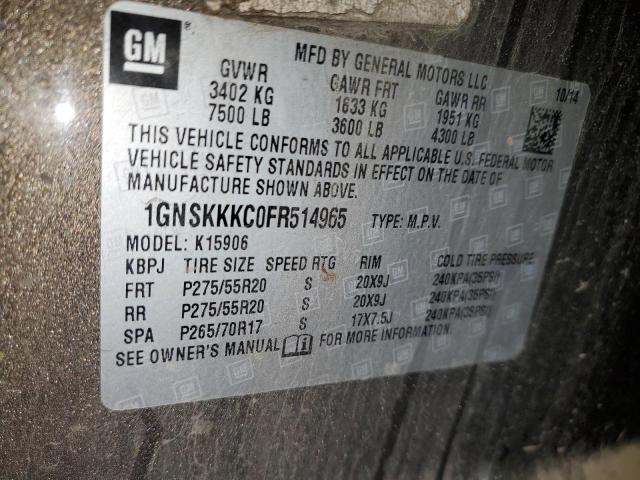 GM
MFD BY GENERAL MOTORS LLC
10/14
GVWR GAWR FRT GAWR RR
3402 KG 1633 KG 1951 KG
7500 LB 3600 LB 4300 LB
THIS VEHICLE CONFORMS TO ALL APPLICABLE U.S. FEDERAL MOTOR
VEHICLE SAFETY STANDARDS IN EFFECT ON THE DATE OF
MANUFACTURE SHOWN ABOVE.
1GNSKKKC0FR514965 TYPE: M.P.V.
MODEL: K15906
KBPJ TIRE SIZE SPEED RTG RIM COLD TIRE PRESSURE
FRT P275/55R20 S 20X9J 240KPA(35PSI)
RR P275/55R20 S 20X9J 240KPA(35PSI)
SPA P265/70R17 S 17X7.5J 240KPA(35PSI)
SEE OWNER'S MANUAL FOR MORE INFORMATION.